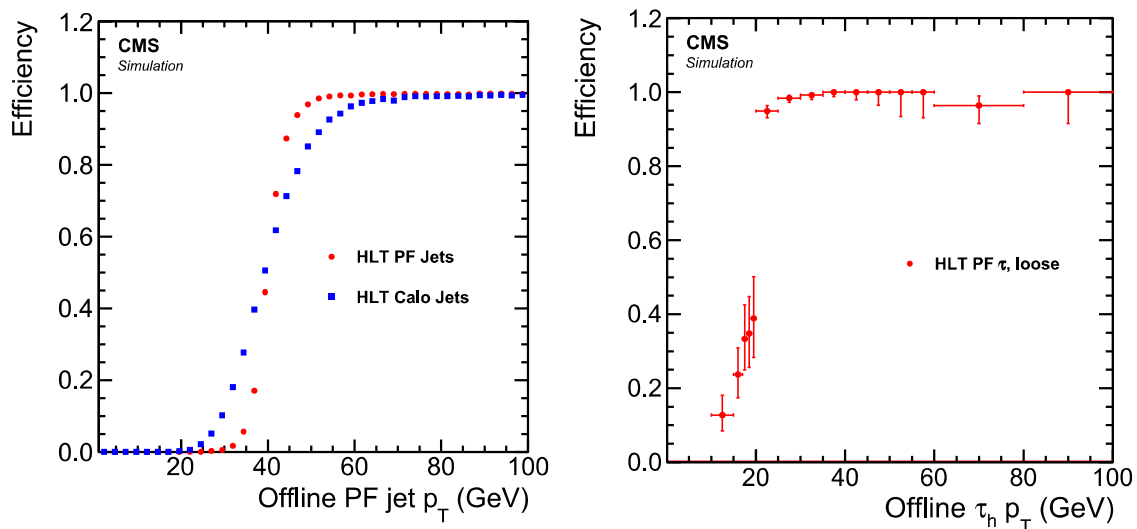 1.2
1.0
0.8
0.6
0.4
0.2
0.0
Efficiency
CMS
Simulation
HLT PF Jets
HLT Calo Jets
20 40 60 80 100
Offline PF jet p_T (GeV)
1.2
1.0
0.8
0.6
0.4
0.2
0.0
Efficiency
CMS
Simulation
HLT PF τ, loose
20 40 60 80 100
Offline τ_h p_T (GeV)